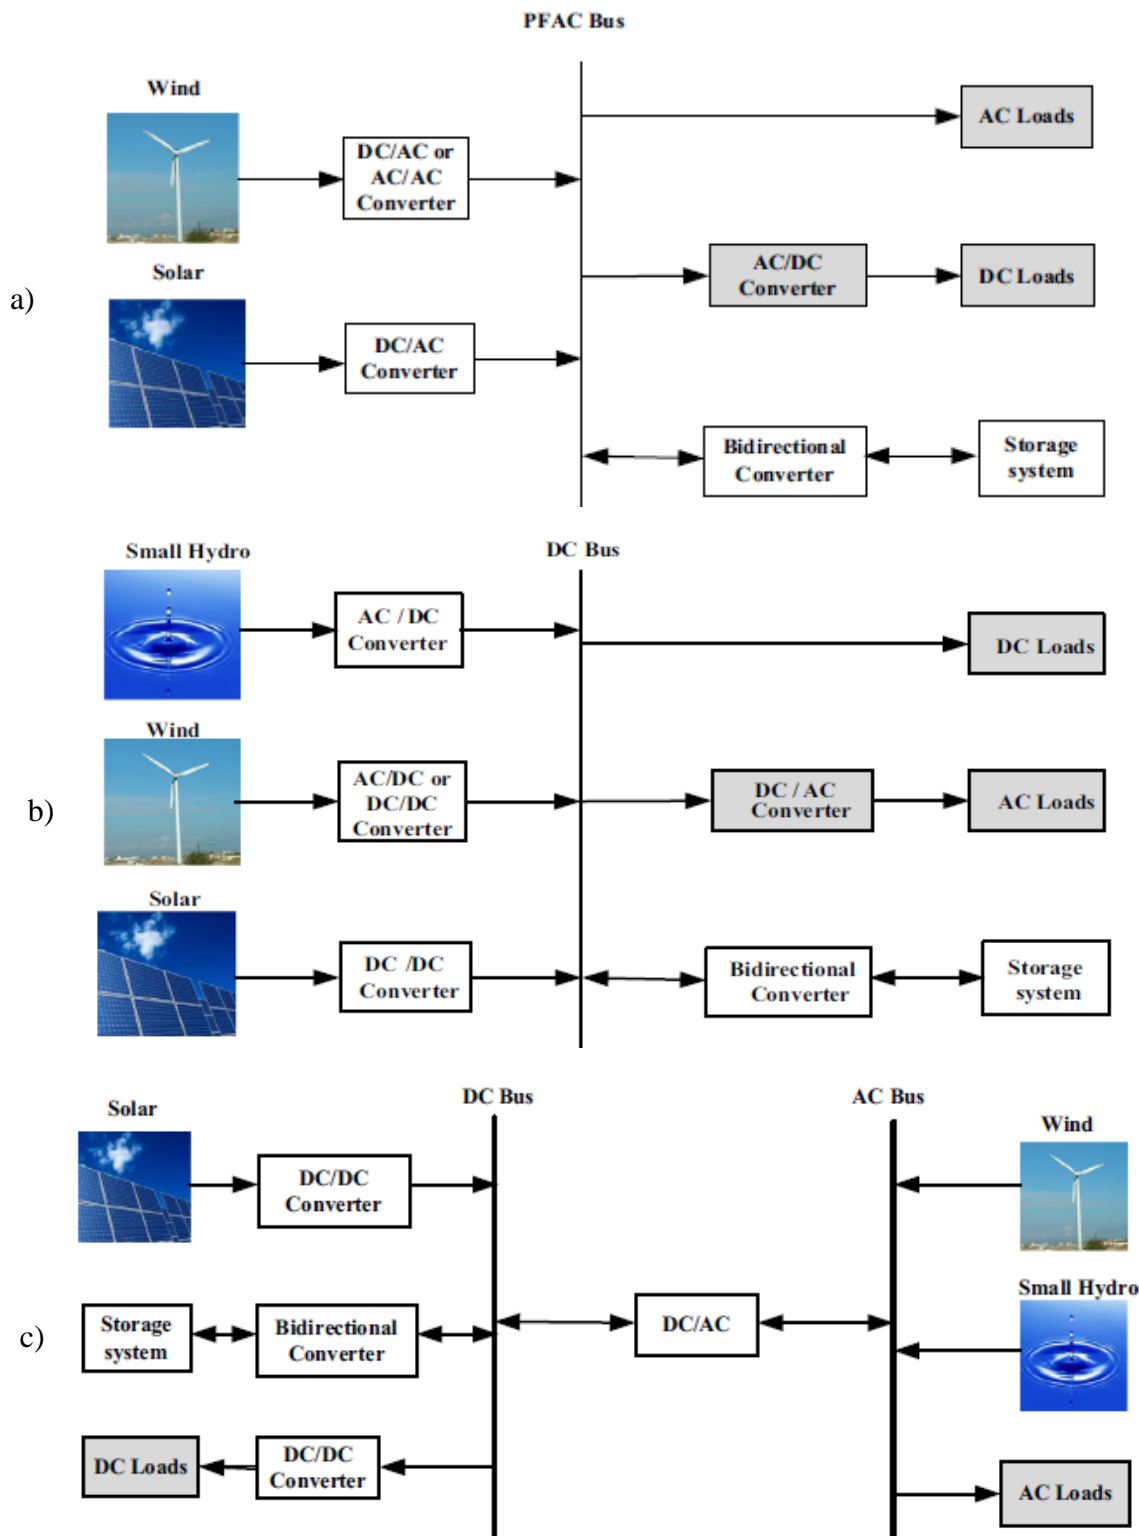 PFAC Bus
Wind
DC/AC or
AC/AC
Converter
AC Loads
Solar
AC/DC
Converter
DC Loads
a)
DC/AC
Converter
Bidirectional
Converter
Storage
system
Small Hydro
DC Bus
AC / DC
Converter
DC Loads
Wind
AC/DC or
DC/DC
Converter
DC / AC
Converter
AC Loads
b)
Solar
DC /DC
Converter
Bidirectional
Converter
Storage
system
DC Bus
AC Bus
Solar
Wind
DC/DC
Converter
Small Hydro
Storage
system
Bidirectional
Converter
DC/AC
c)
DC Loads
DC/DC
Converter
AC Loads